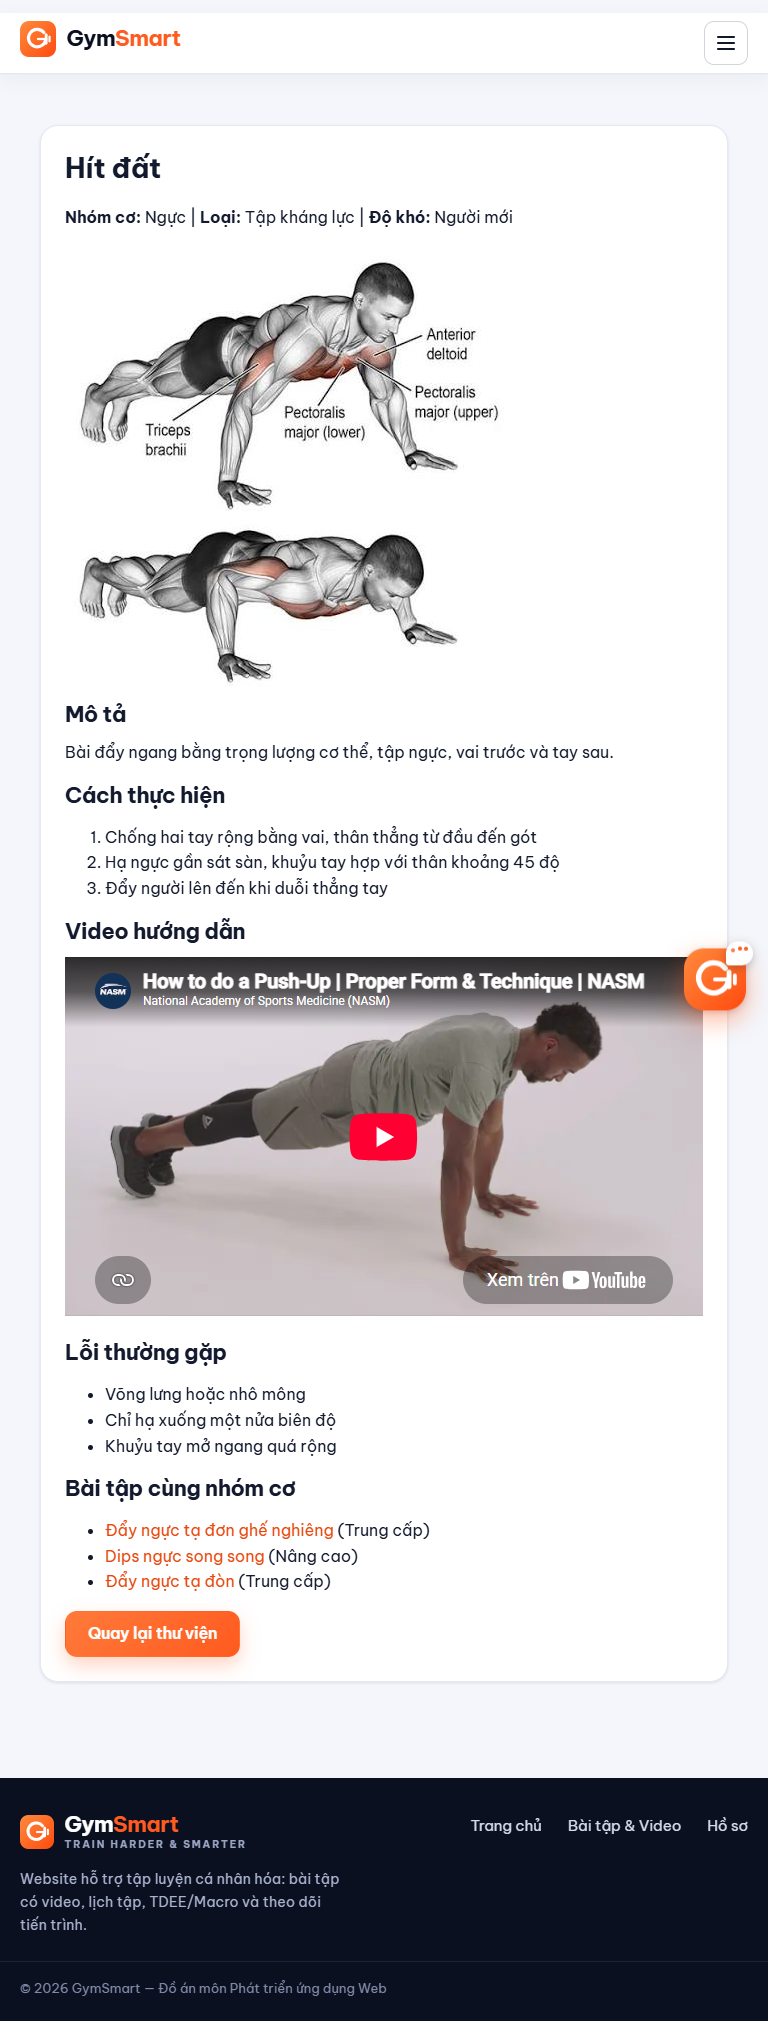 GymSmart
Hít đất
Nhóm cơ: Ngực | Loại: Tập kháng lực | Độ khó: Người mới
Anterior
deltoid
Pectoralis
major (upper)
Pectoralis
major (lower)
Triceps
brachii
Mô tả
Bài đẩy ngang bằng trọng lượng cơ thể, tập ngực, vai trước và tay sau.
Cách thực hiện
1. Chống hai tay rộng bằng vai, thân thẳng từ đầu đến gót
2. Hạ ngực gần sát sàn, khuỷu tay hợp với thân khoảng 45 độ
3. Đẩy người lên đến khi duỗi thẳng tay
Video hướng dẫn
NASM
How to do a Push-Up | Proper Form & Technique | NASM
National Academy of Sports Medicine (NASM)
Xem trên YouTube
Lỗi thường gặp
• Võng lưng hoặc nhô mông
• Chỉ hạ xuống một nửa biên độ
• Khuỷu tay mở ngang quá rộng
Bài tập cùng nhóm cơ
• Đẩy ngực tạ đơn ghế nghiêng (Trung cấp)
• Dips ngực song song (Nâng cao)
• Đẩy ngực tạ đòn (Trung cấp)
Quay lại thư viện
GymSmart
TRAIN HARDER & SMARTER
Trang chủ Bài tập & Video Hồ sơ
Website hỗ trợ tập luyện cá nhân hóa: bài tập
có video, lịch tập, TDEE/Macro và theo dõi
tiến trình.
© 2026 GymSmart — Đồ án môn Phát triển ứng dụng Web